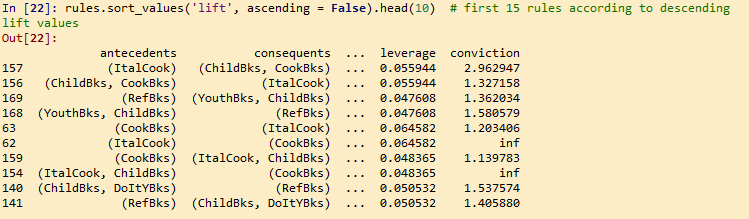 In [22]: rules.sort_values('lift', ascending = False).head(10)  # first 15 rules according to descending
lift values
Out[22]:
               antecedents            consequents  ...  leverage  conviction
157             (ItalCook)    (ChildBks, CookBks)  ...  0.055944    2.962947
156    (ChildBks, CookBks)             (ItalCook)  ...  0.055944    1.327158
169               (RefBks)   (YouthBks, ChildBks)  ...  0.047608    1.362034
168   (YouthBks, ChildBks)               (RefBks)  ...  0.047608    1.580579
63               (CookBks)             (ItalCook)  ...  0.064582    1.203406
62              (ItalCook)              (CookBks)  ...  0.064582         inf
159              (CookBks)   (ItalCook, ChildBks)  ...  0.048365    1.139783
154   (ItalCook, ChildBks)              (CookBks)  ...  0.048365         inf
140   (ChildBks, DoItYBks)               (RefBks)  ...  0.050532    1.537574
141               (RefBks)   (ChildBks, DoItYBks)  ...  0.050532    1.405880